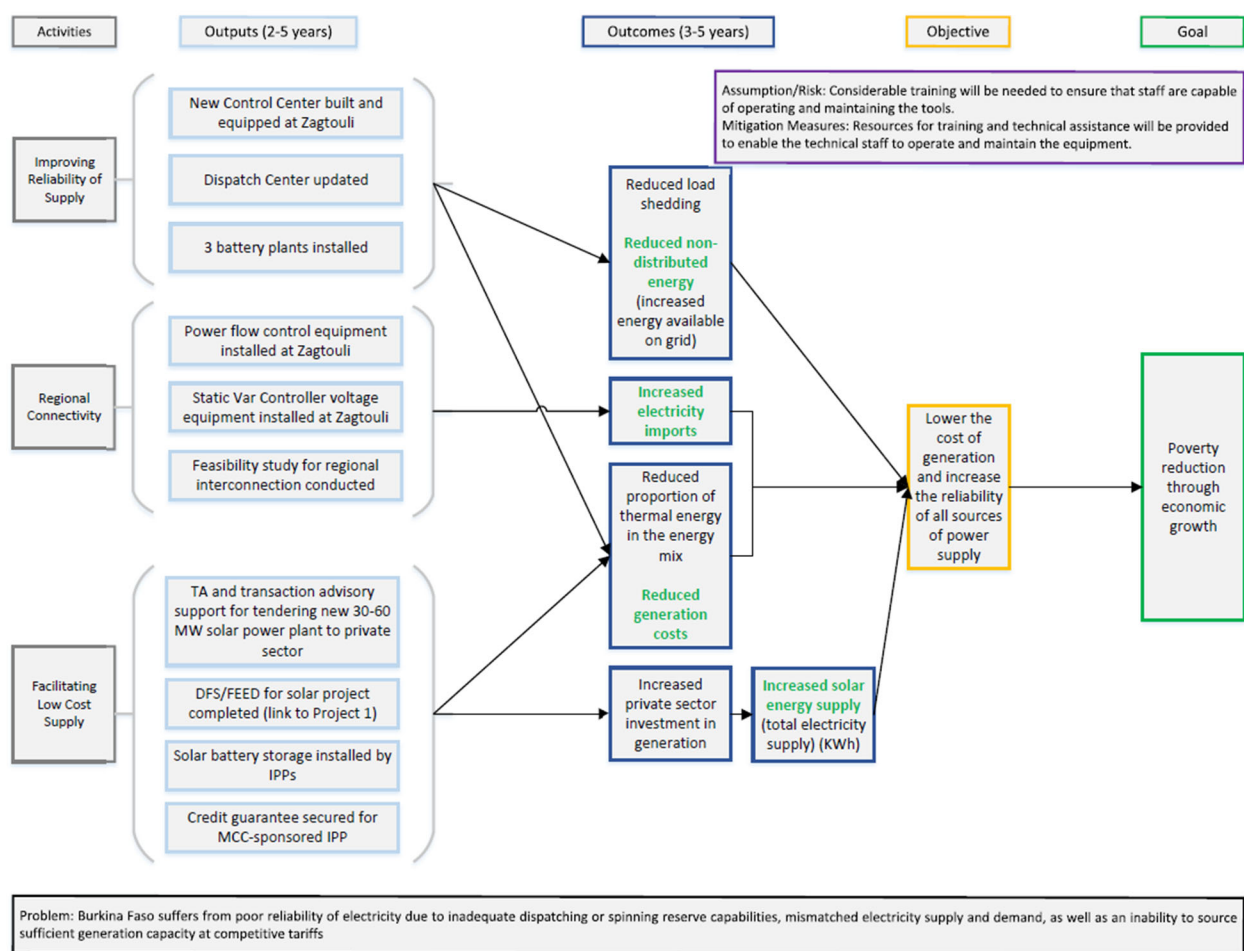 Activities
Outputs (2-5 years)
Outcomes (3-5 years)
Objective
Goal
Assumption/Risk: Considerable training will be needed to ensure that staff are capable
of operating and maintaining the tools.
Mitigation Measures: Resources for training and technical assistance will be provided
to enable the technical staff to operate and maintain the equipment.
Improving
Reliability of
Supply
New Control Center built and
equipped at Zagtouli
Dispatch Center updated
3 battery plants installed
Regional
Connectivity
Power flow control equipment
installed at Zagtouli
Static Var Controller voltage
equipment installed at Zagtouli
Feasibility study for regional
interconnection conducted
Facilitating
Low Cost
Supply
TA and transaction advisory
support for tendering new 30-60
MW solar power plant to private
sector
DFS/FEED for solar project
completed (link to Project 1)
Solar battery storage installed by
IPPs
Credit guarantee secured for
MCC-sponsored IPP
Reduced load
shedding
Reduced non-
distributed
energy
(increased
energy available
on grid)
Increased
electricity
imports
Reduced
proportion of
thermal energy
in the energy
mix
Reduced
generation
costs
Increased
private sector
investment in
generation
Increased solar
energy supply
(total electricity
supply) (KWh)
Lower the
cost of
generation
and increase
the reliability
of all sources
of power
supply
Poverty
reduction
through
economic
growth
Problem: Burkina Faso suffers from poor reliability of electricity due to inadequate dispatching or spinning reserve capabilities, mismatched electricity supply and demand, as well as an inability to source
sufficient generation capacity at competitive tariffs